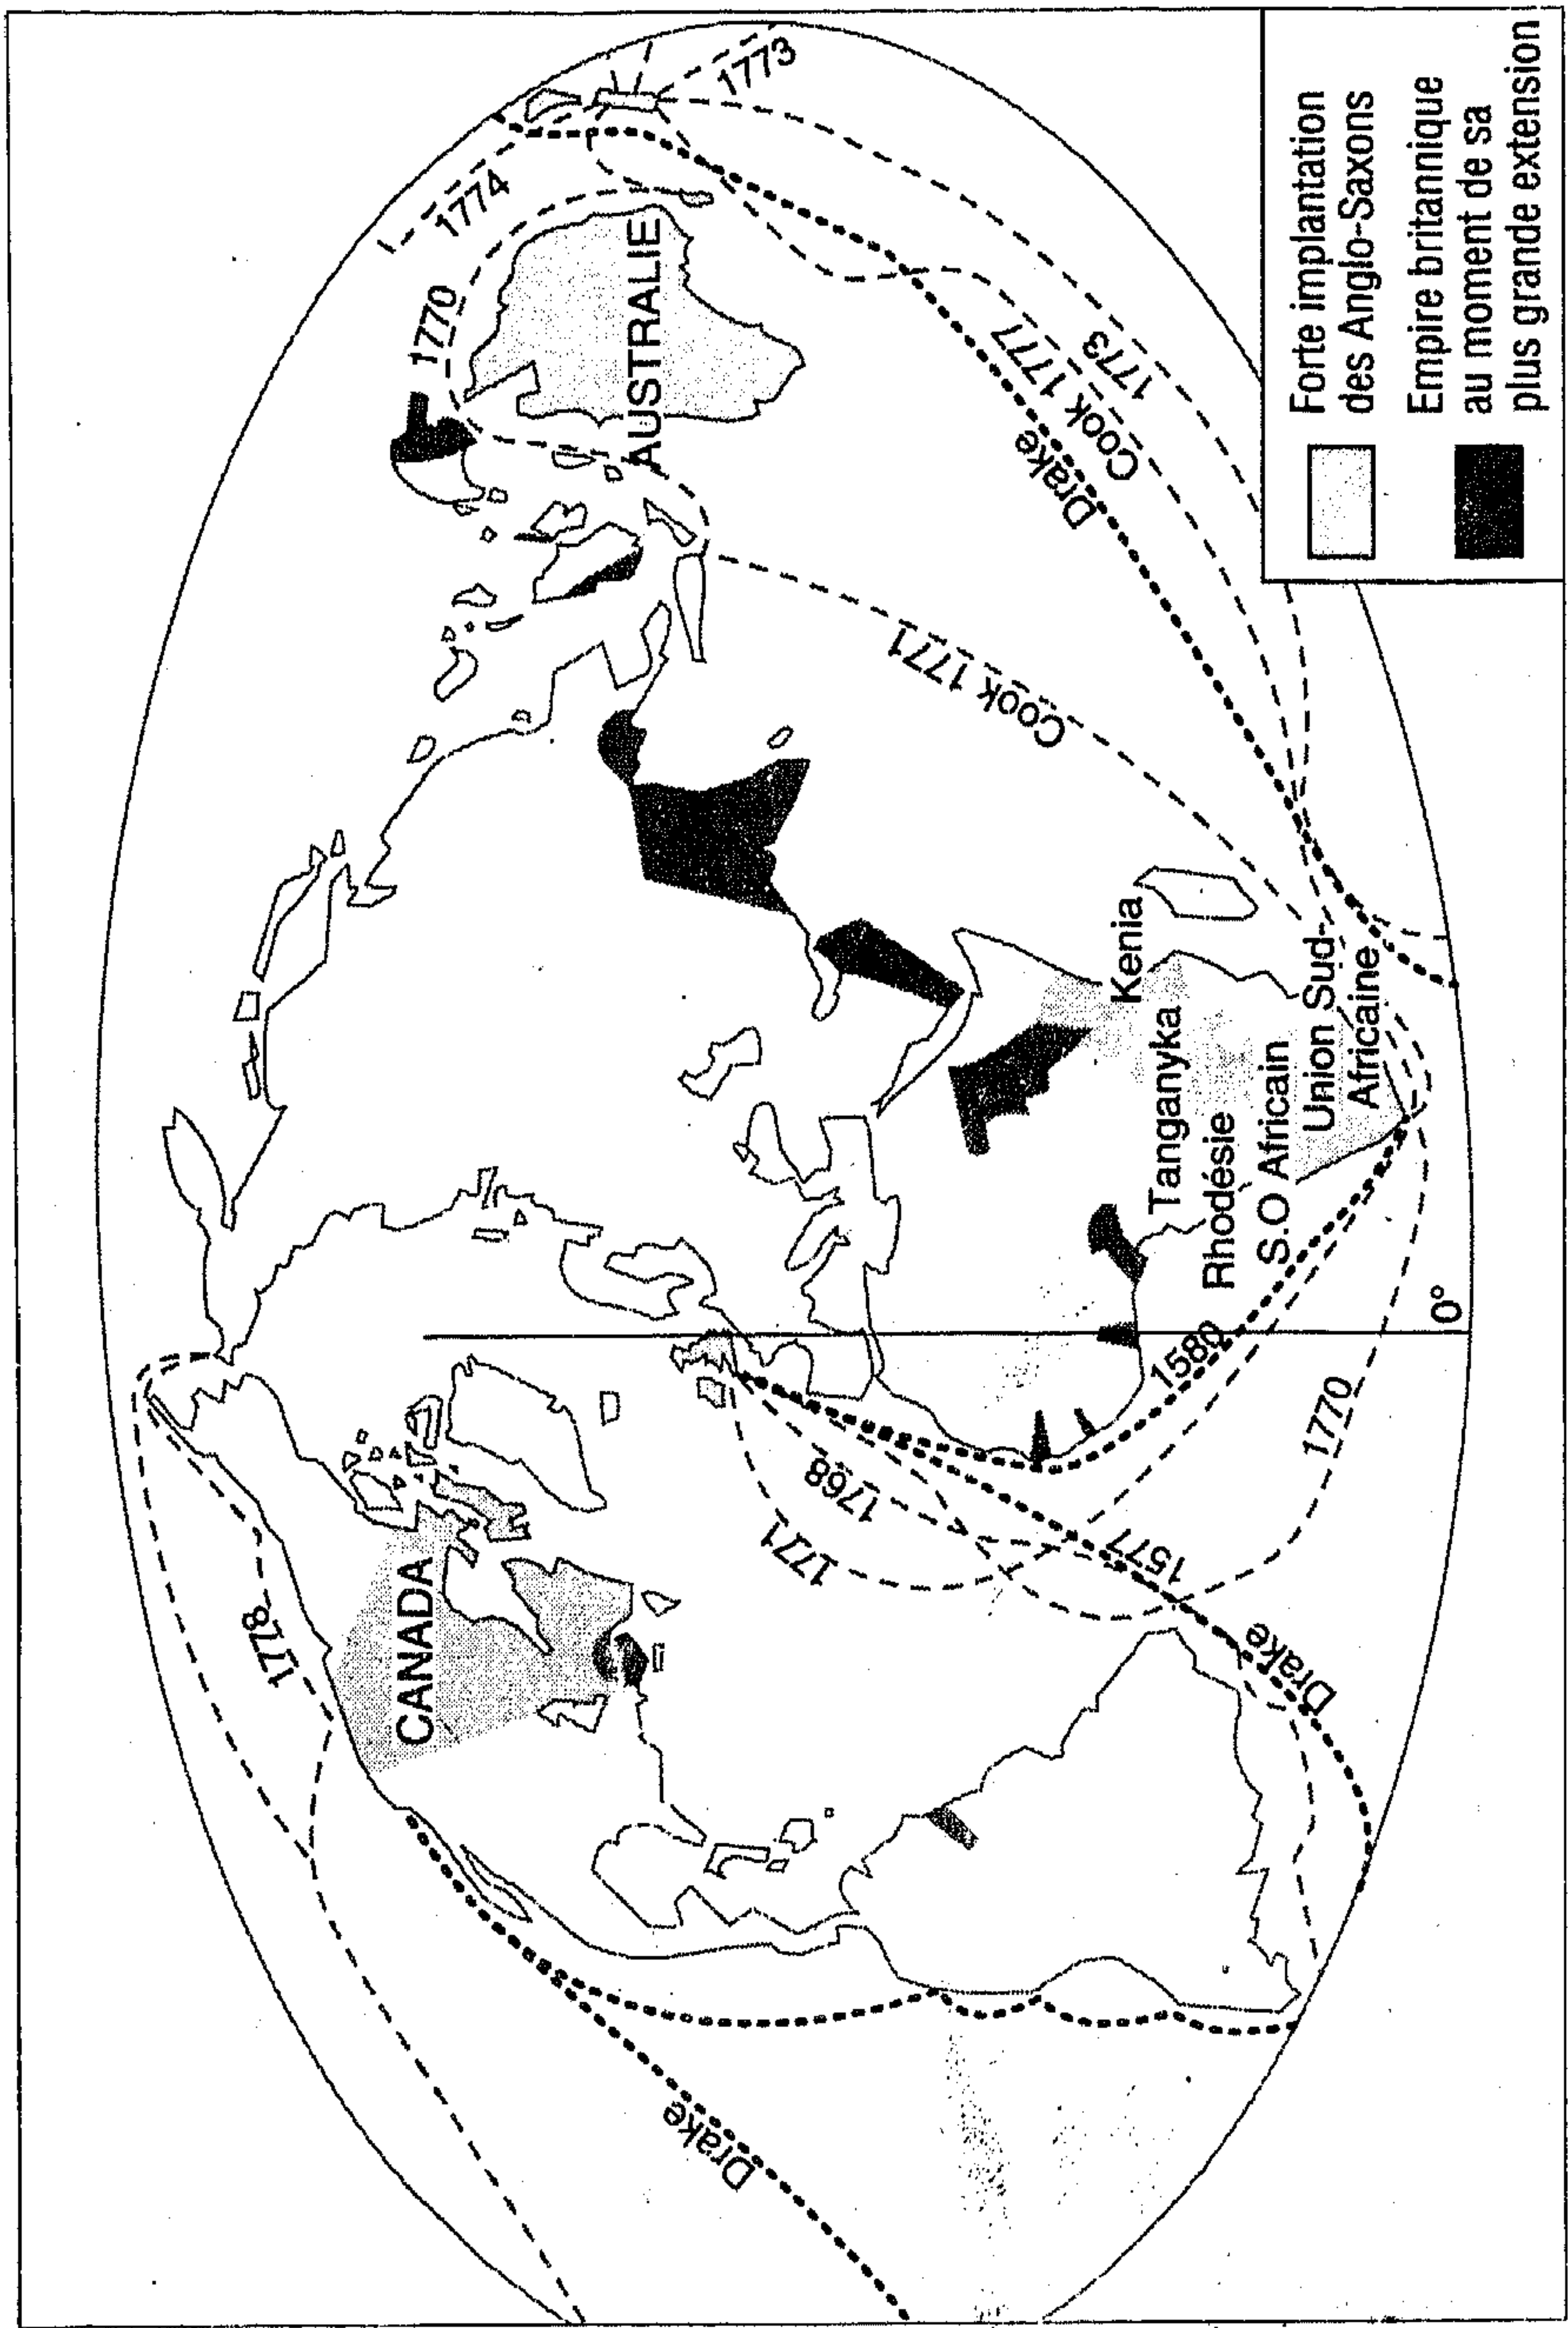 1778
CANADA
Drake
1771
1768
1577
Drake
1580
1770
0°
Tanganyka
Rhodésie
S.O Africain
Kenia
Union Sud-
Africaine
Cook 1771
Drake
Cook 1777
1773
1770
1774
1773
AUSTRALIE
Forte implantation
des Anglo-Saxons
Empire britannique
au moment de sa
plus grande extension